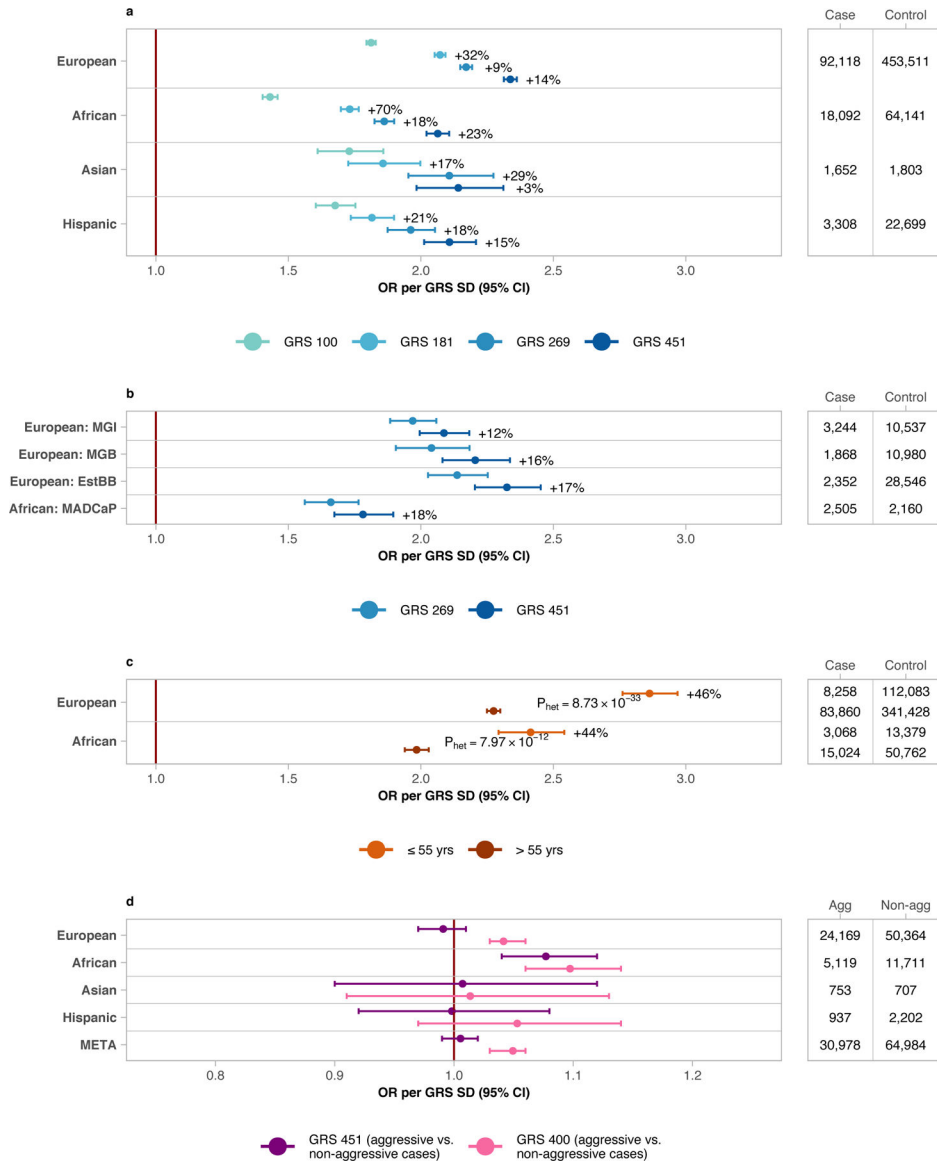 a
Case Control
European
+32%
+9%
+14%
92,118 453,511
African
+70%
+18%
+23%
18,092 64,141
Asian
+17%
+29%
+3%
1,652 1,803
Hispanic
+21%
+18%
+15%
3,308 22,699
1.0 1.5 2.0 2.5 3.0
OR per GRS SD (95% CI)
GRS 100 GRS 181 GRS 269 GRS 451
b
Case Control
European: MGI +12% 3,244 10,537
European: MGB +16% 1,868 10,980
European: EstBB +17% 2,352 28,546
African: MADCaP +18% 2,505 2,160
1.0 1.5 2.0 2.5 3.0
OR per GRS SD (95% CI)
GRS 269 GRS 451
c
Case Control
European
+46% 8,258 112,083
Phet = 8.73 × 10−33
83,860 341,428
African
+44% 3,068 13,379
Phet = 7.97 × 10−12
15,024 50,762
1.0 1.5 2.0 2.5 3.0
OR per GRS SD (95% CI)
≤ 55 yrs > 55 yrs
d
Agg Non-agg
European 24,169 50,364
African 5,119 11,711
Asian 753 707
Hispanic 937 2,202
META 30,978 64,984
0.8 0.9 1.0 1.1 1.2
OR per GRS SD (95% CI)
GRS 451 (aggressive vs. non-aggressive cases)
GRS 400 (aggressive vs. non-aggressive cases)